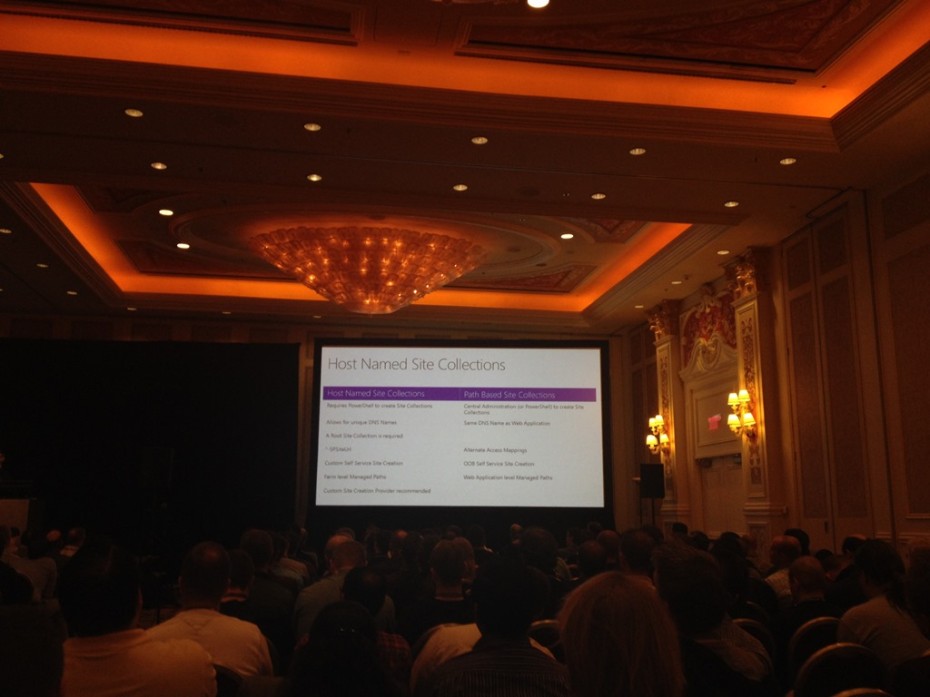 Host Named Site Collections
Host Named Site Collections
Path Based Site Collections
Requires PowerShell to create Site Collections
Central Administration (or PowerShell) to create Site
Collections
Allows for unique DNS Names
Same DNS Name as Web Application
A Root Site Collection is required
Alternate Access Mappings
Custom Self Service Site Creation
OOB Self Service Site Creation
Farm level Managed Paths
Web Application level Managed Paths
Custom Site Creation Provider recommended